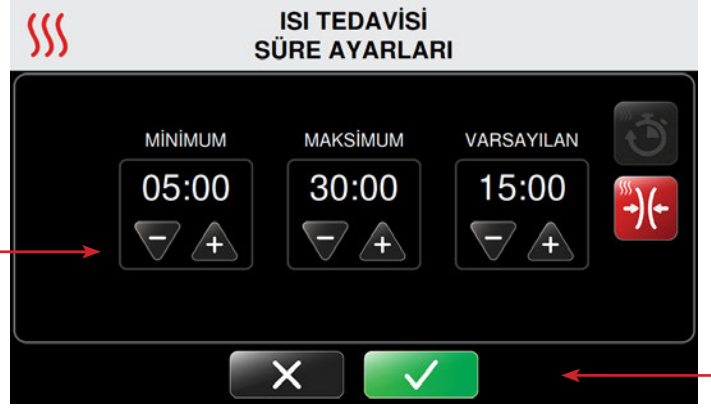 ISI TEDAVİSİ
SÜRE AYARLARI
MİNİMUM MAKSİMUM VARSAYILAN
05:00 30:00 15:00
- + - + - +